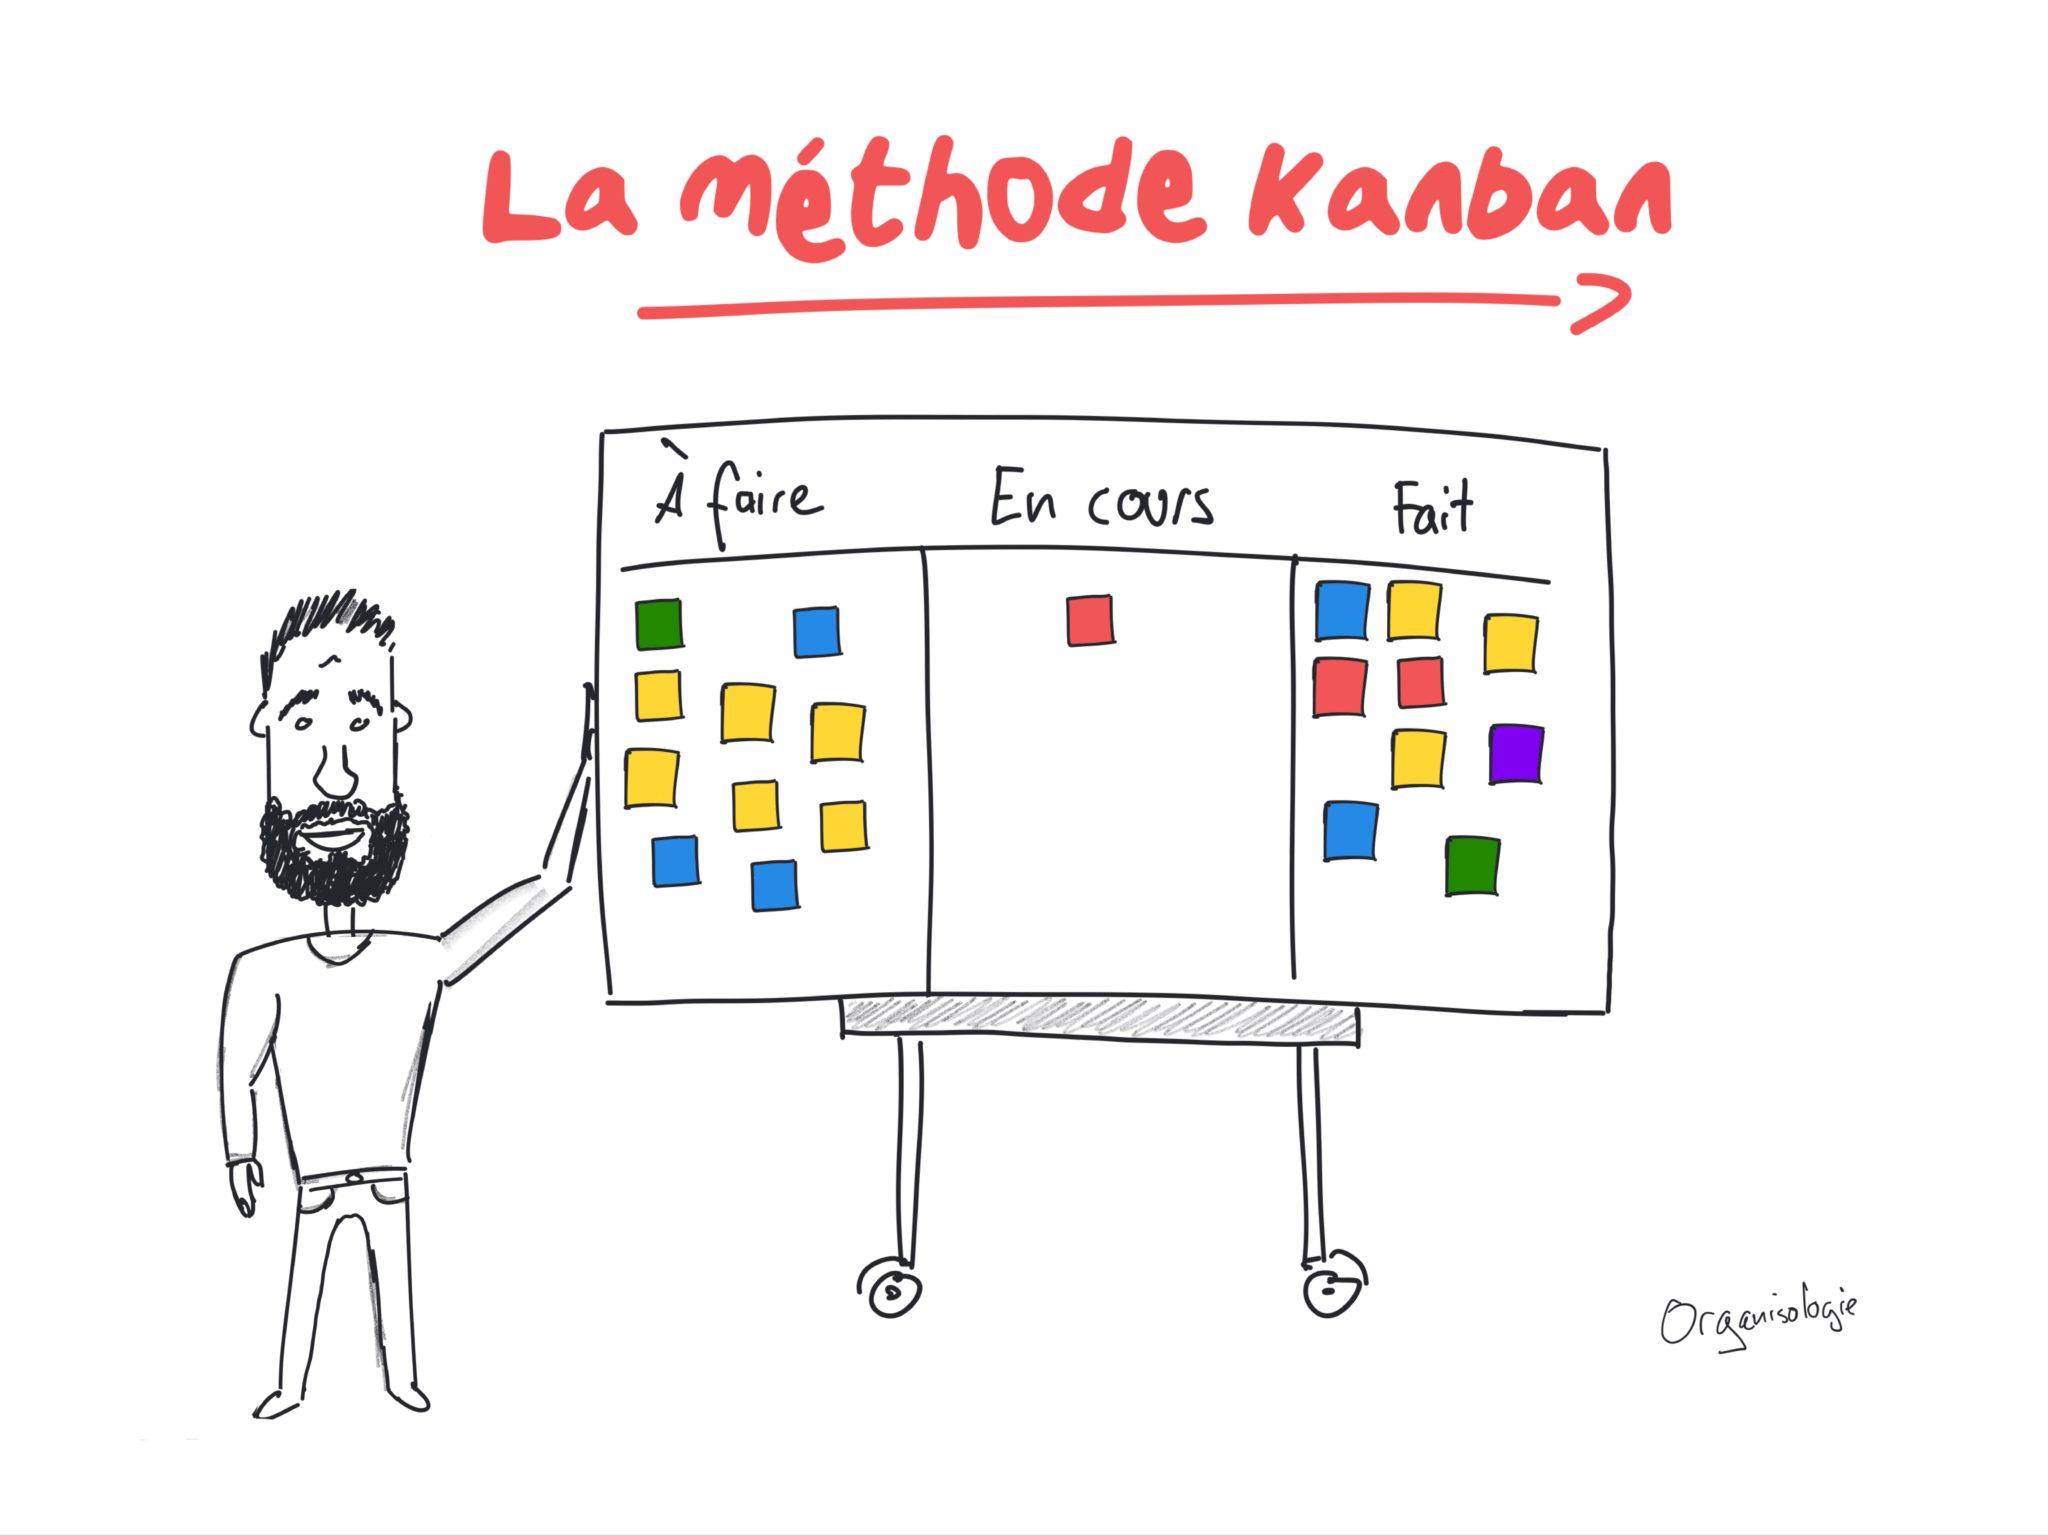 La méthode Kanban
À faire
En cours
Fait
Organisologie